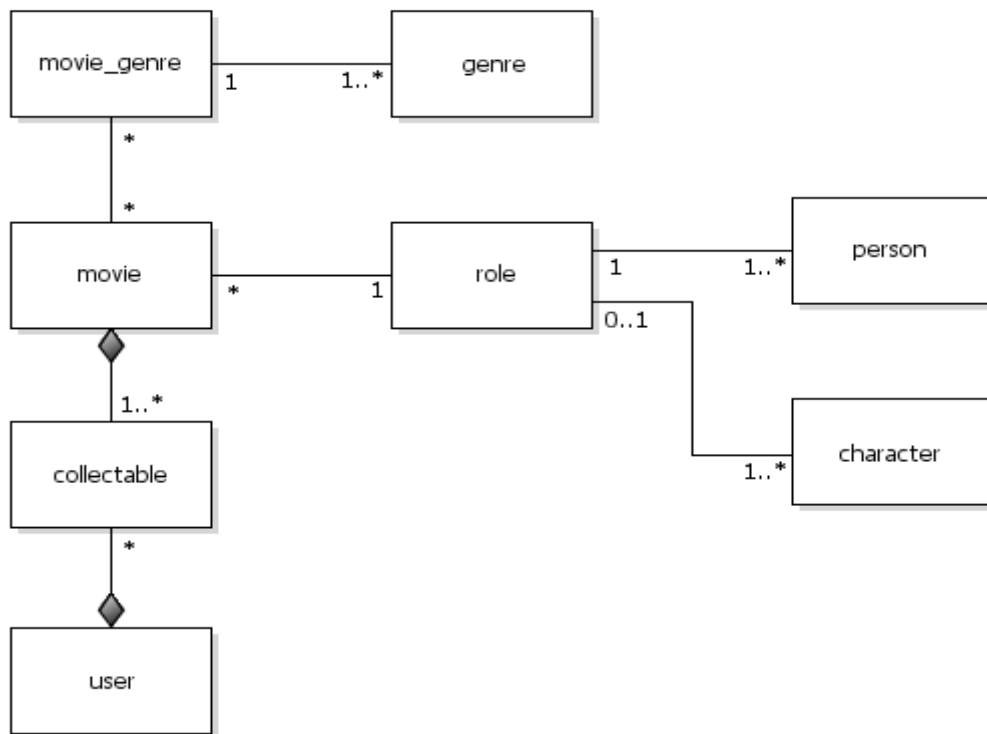 movie_genre
1
1..*
genre
*
*
movie
*
1
role
1
1..*
person
0..1
1..*
character
1..*
collectable
*
user